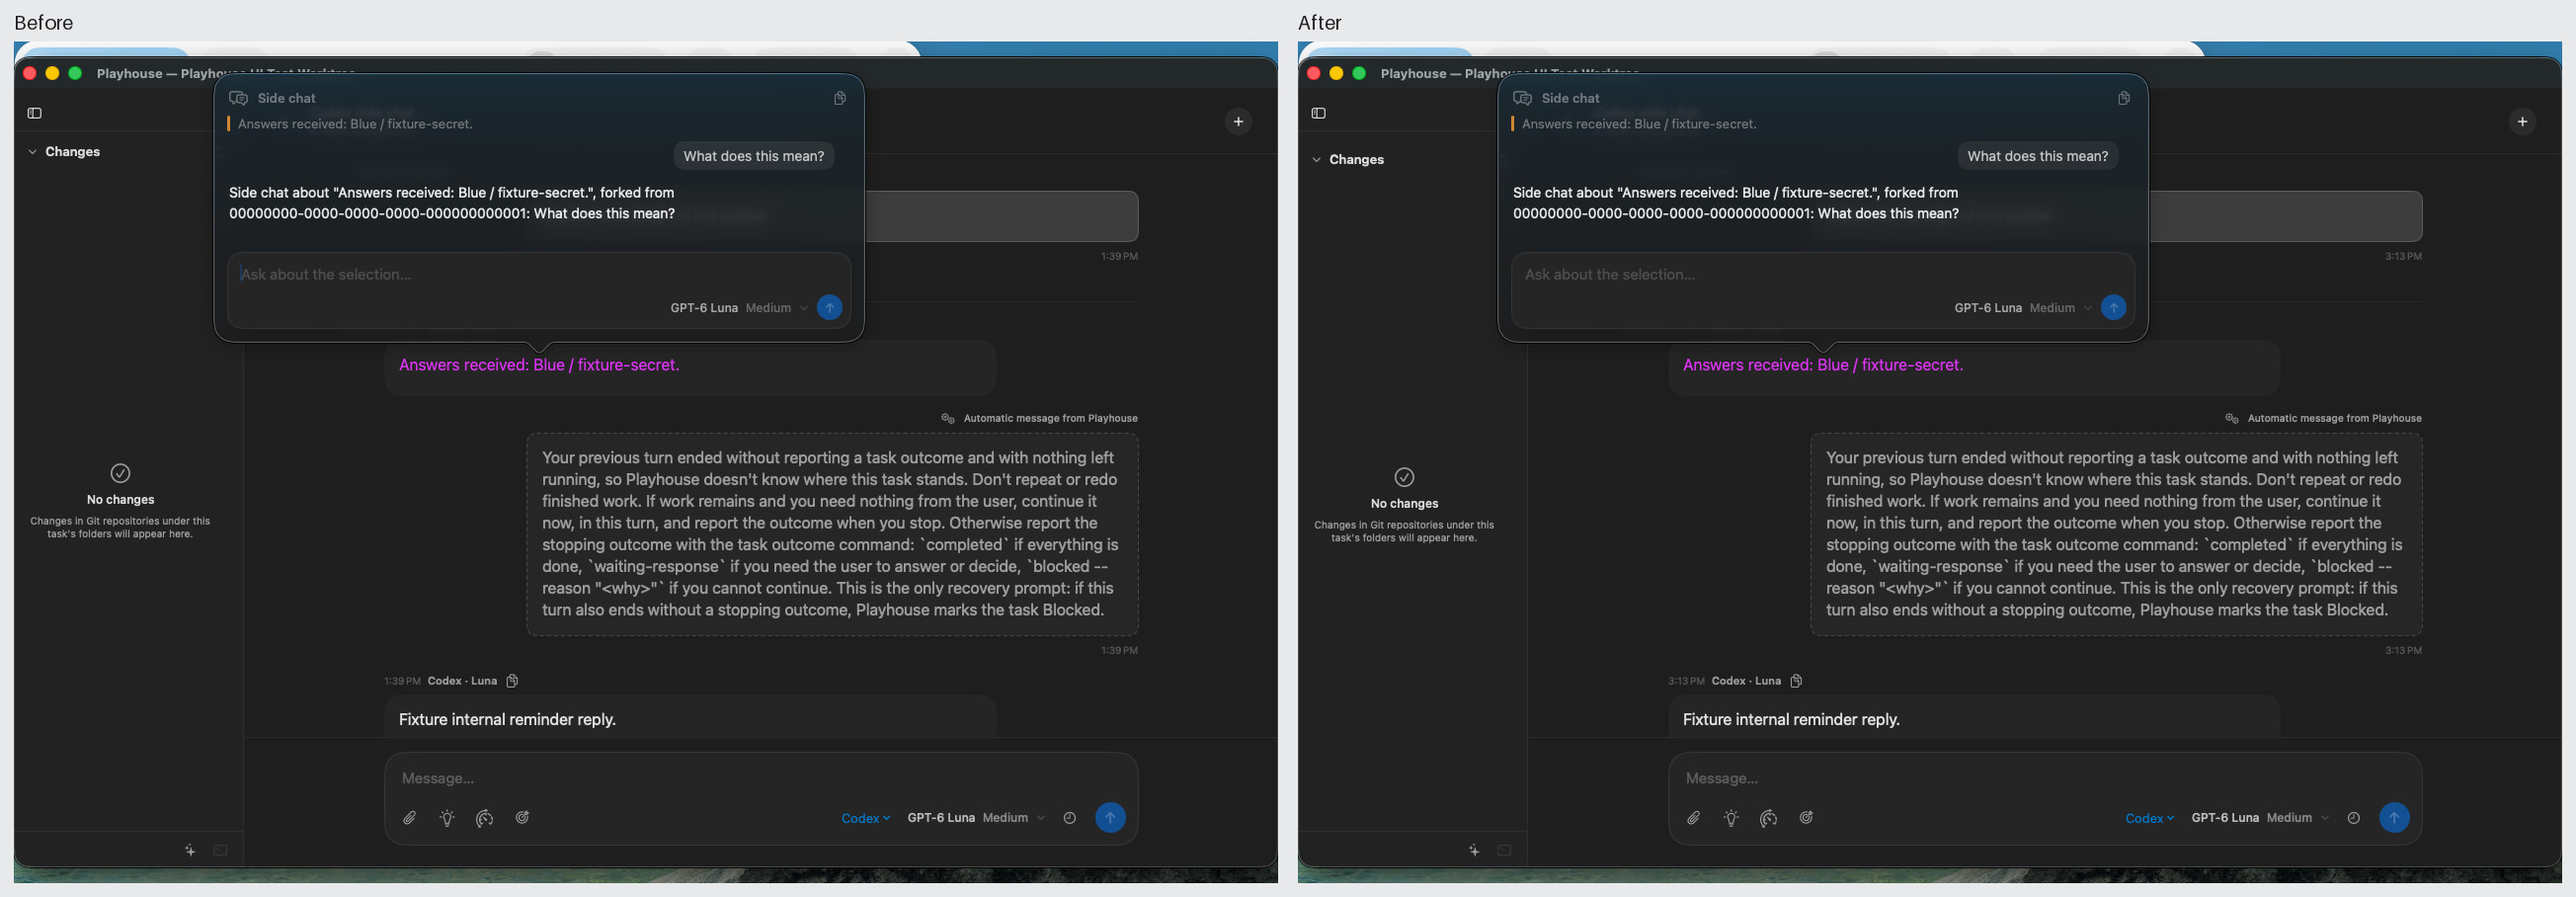 Before
Playhouse — Playhouse UI Test Worktree
Side chat
Answers received: Blue / fixture-secret.
What does this mean?
Side chat about "Answers received: Blue / fixture-secret.", forked from
00000000-0000-0000-0000-000000000001: What does this mean?
Ask about the selection...
GPT-6 Luna Medium
Changes
1:39 PM
Answers received: Blue / fixture-secret.
Automatic message from Playhouse
Your previous turn ended without reporting a task outcome and with nothing left
running, so Playhouse doesn't know where this task stands. Don't repeat or redo
finished work. If work remains and you need nothing from the user, continue it
now, in this turn, and report the outcome when you stop. Otherwise report the
stopping outcome with the task outcome command: `completed` if everything is
done, `waiting-response` if you need the user to answer or decide, `blocked --
reason "<why>"` if you cannot continue. This is the only recovery prompt: if this
turn also ends without a stopping outcome, Playhouse marks the task Blocked.
1:39 PM
No changes
Changes in Git repositories under this
task's folders will appear here.
1:39 PM Codex · Luna
Fixture internal reminder reply.
Message...
Codex GPT-6 Luna Medium
After
Playhouse — Playhouse UI Test Worktree
Side chat
Answers received: Blue / fixture-secret.
What does this mean?
Side chat about "Answers received: Blue / fixture-secret.", forked from
00000000-0000-0000-0000-000000000001: What does this mean?
Ask about the selection...
GPT-6 Luna Medium
Changes
3:13 PM
Answers received: Blue / fixture-secret.
Automatic message from Playhouse
Your previous turn ended without reporting a task outcome and with nothing left
running, so Playhouse doesn't know where this task stands. Don't repeat or redo
finished work. If work remains and you need nothing from the user, continue it
now, in this turn, and report the outcome when you stop. Otherwise report the
stopping outcome with the task outcome command: `completed` if everything is
done, `waiting-response` if you need the user to answer or decide, `blocked --
reason "<why>"` if you cannot continue. This is the only recovery prompt: if this
turn also ends without a stopping outcome, Playhouse marks the task Blocked.
3:13 PM
No changes
Changes in Git repositories under this
task's folders will appear here.
3:13 PM Codex · Luna
Fixture internal reminder reply.
Message...
Codex GPT-6 Luna Medium